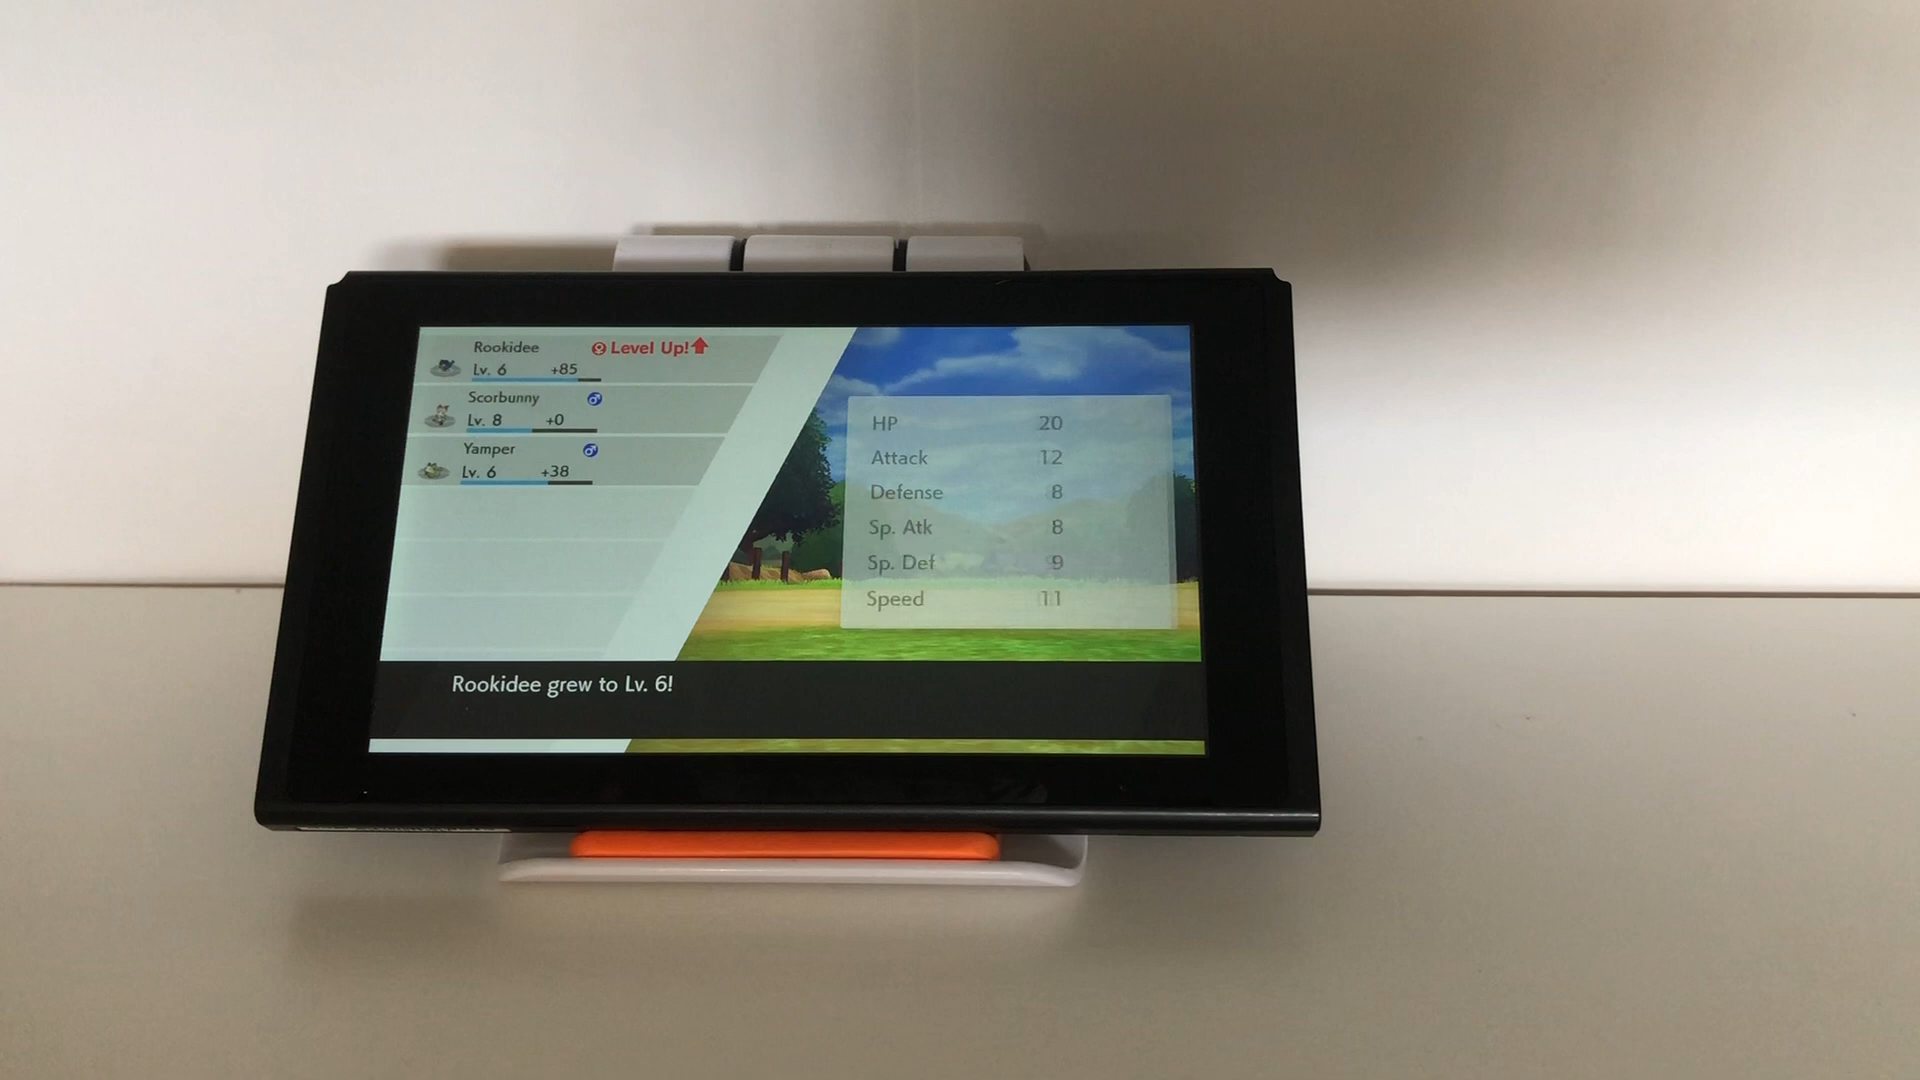 Rookidee Level Up!
Lv. 6 +85
Scorbunny
Lv. 8 +0
Yamper
Lv. 6 +38
HP 20
Attack 12
Defense 8
Sp. Atk 8
Sp. Def 9
Speed 11
Rookidee grew to Lv. 6!